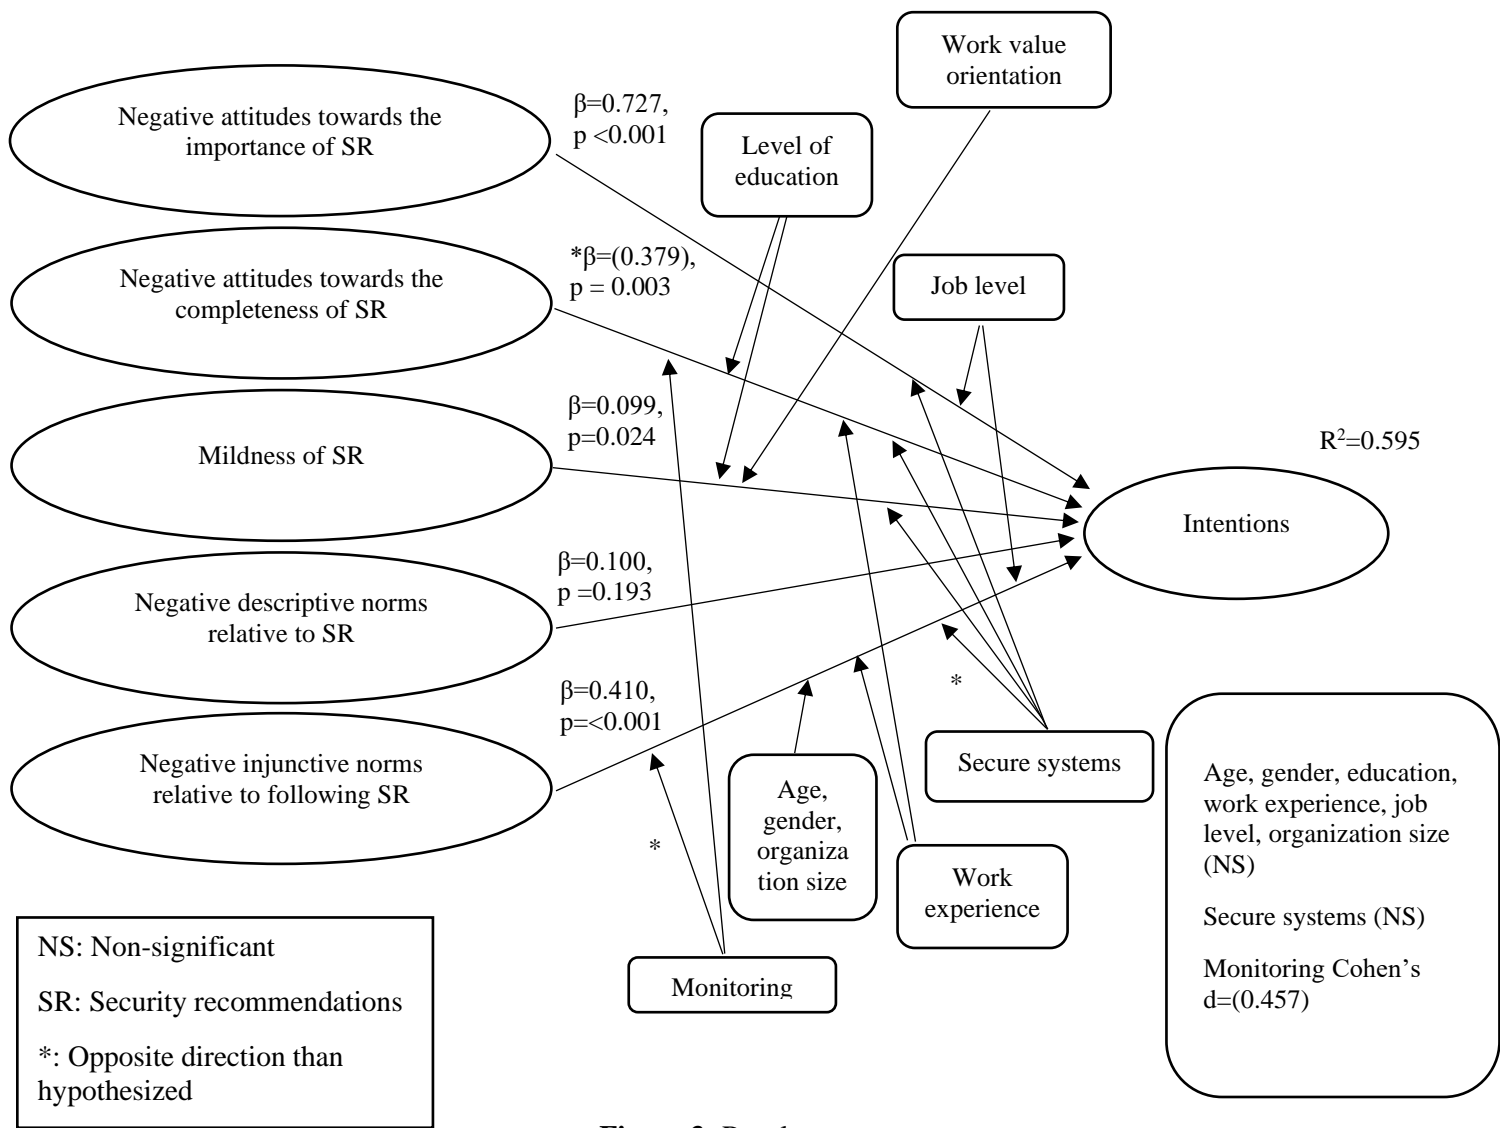 Work value
orientation
Negative attitudes towards the
importance of SR
β=0.727,
p <0.001
Level of
education
Negative attitudes towards the
completeness of SR
*β=(0.379),
p = 0.003
Job level
Mildness of SR
β=0.099,
p=0.024
R²=0.595
Intentions
Negative descriptive norms
relative to SR
β=0.100,
p =0.193
Negative injunctive norms
relative to following SR
β=0.410,
p=<0.001
*
*
Secure systems
Age,
gender,
organiza
tion size
Work
experience
Monitoring
Age, gender, education,
work experience, job
level, organization size
(NS)
Secure systems (NS)
Monitoring Cohen’s
d=(0.457)
NS: Non-significant
SR: Security recommendations
*: Opposite direction than
hypothesized